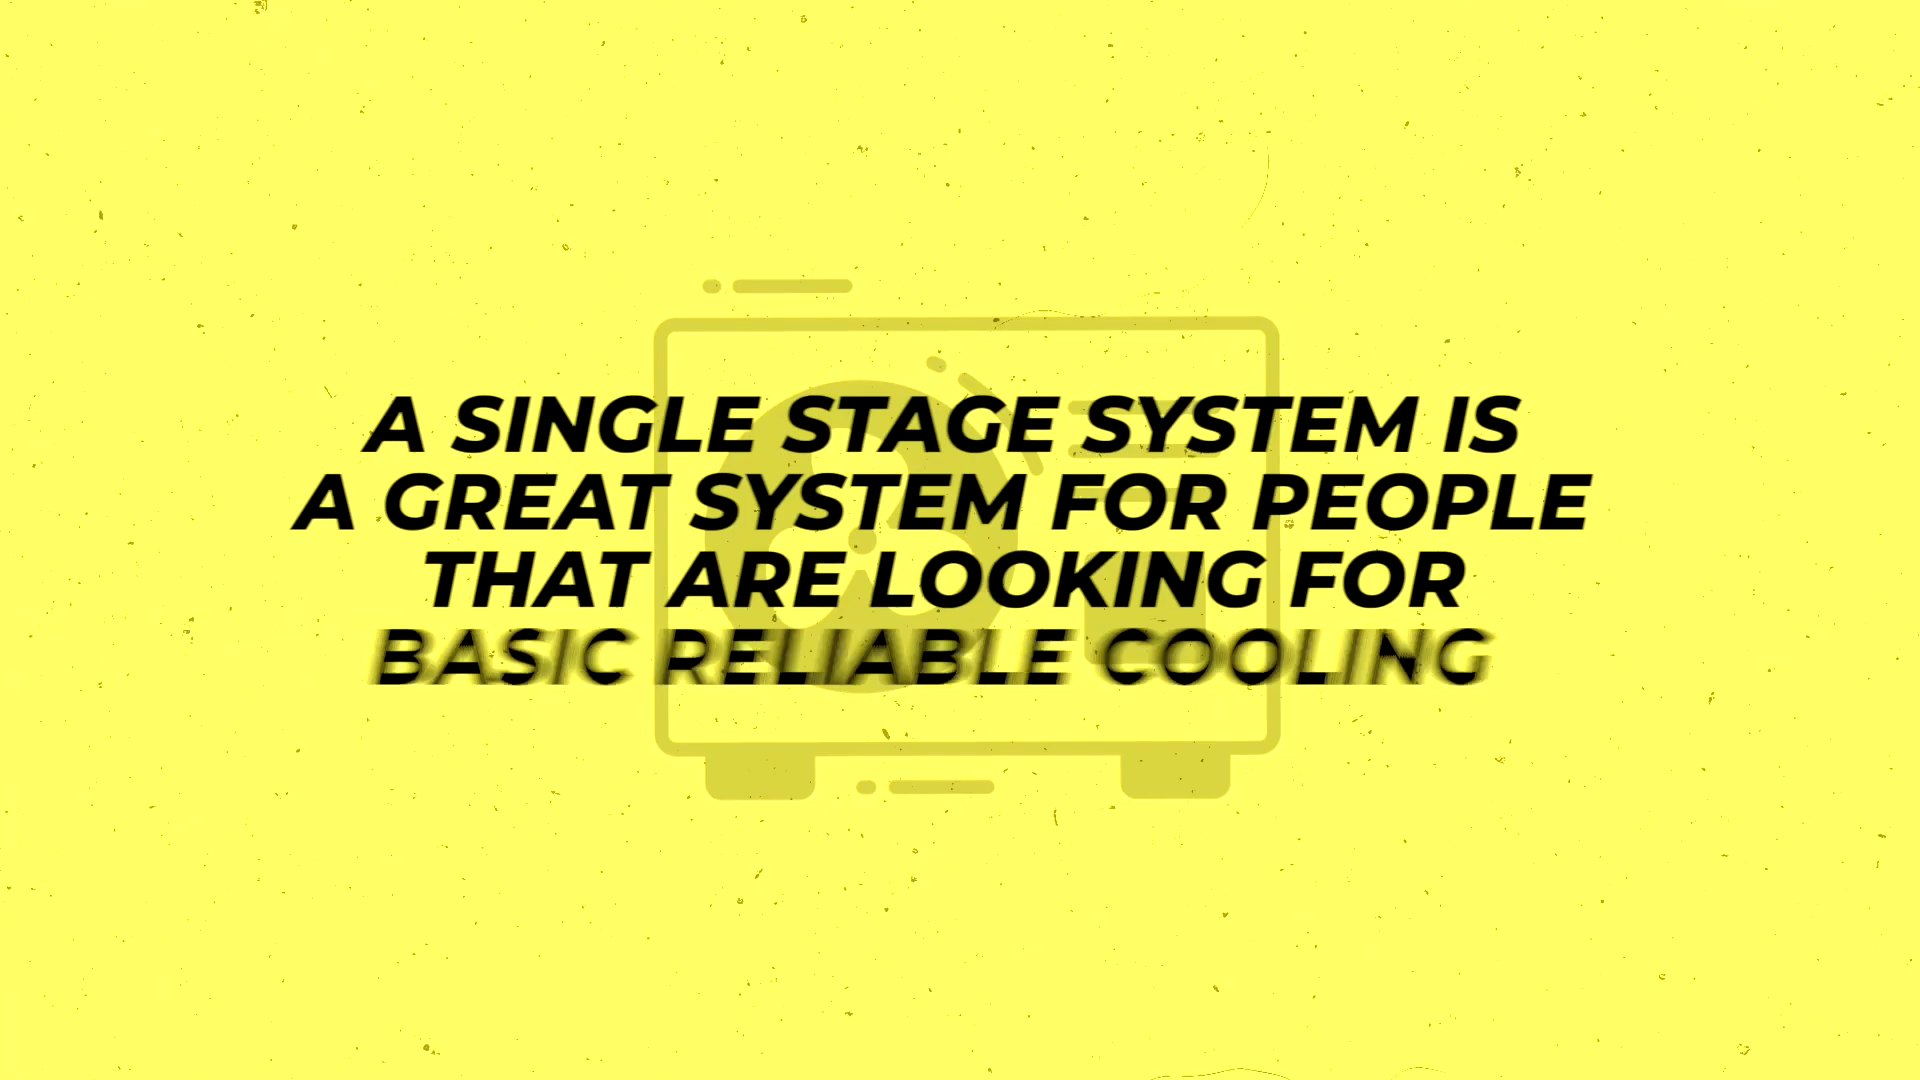 A SINGLE STAGE SYSTEM IS
A GREAT SYSTEM FOR PEOPLE
THAT ARE LOOKING FOR
BASIC RELIABLE COOLING